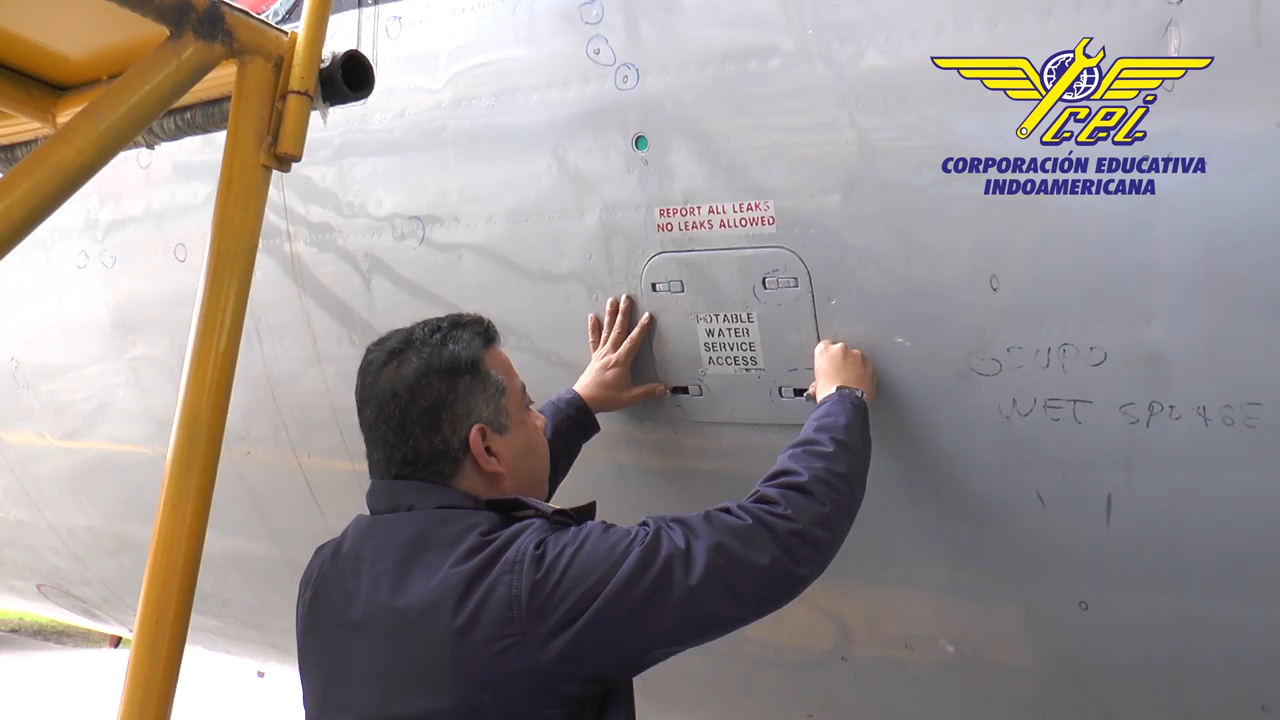 cei
CORPORACIÓN EDUCATIVA
INDOAMERICANA
REPORT ALL LEAKS
NO LEAKS ALLOWED
POTABLE
WATER
SERVICE
ACCESS
WET